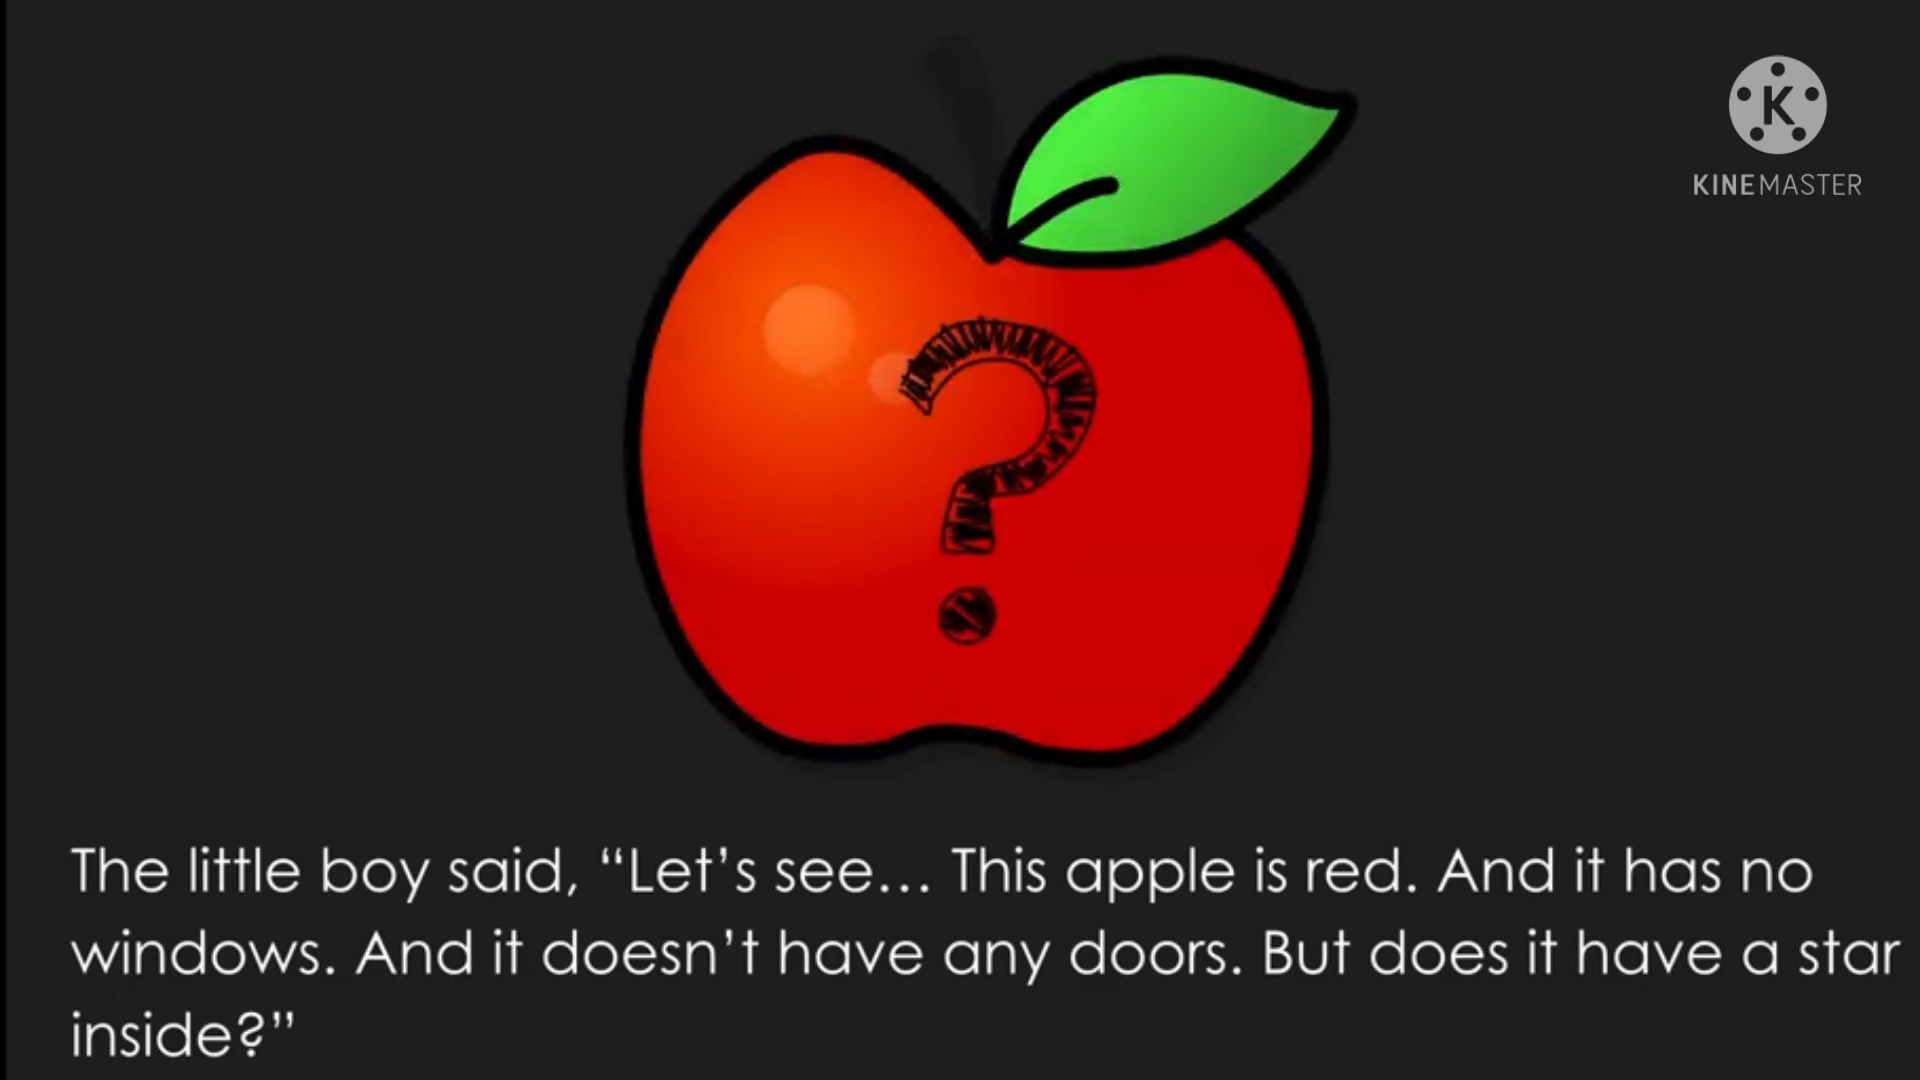 ?
K
KINEMASTER
The little boy said, “Let’s see... This apple is red. And it has no
windows. And it doesn’t have any doors. But does it have a star
inside?”